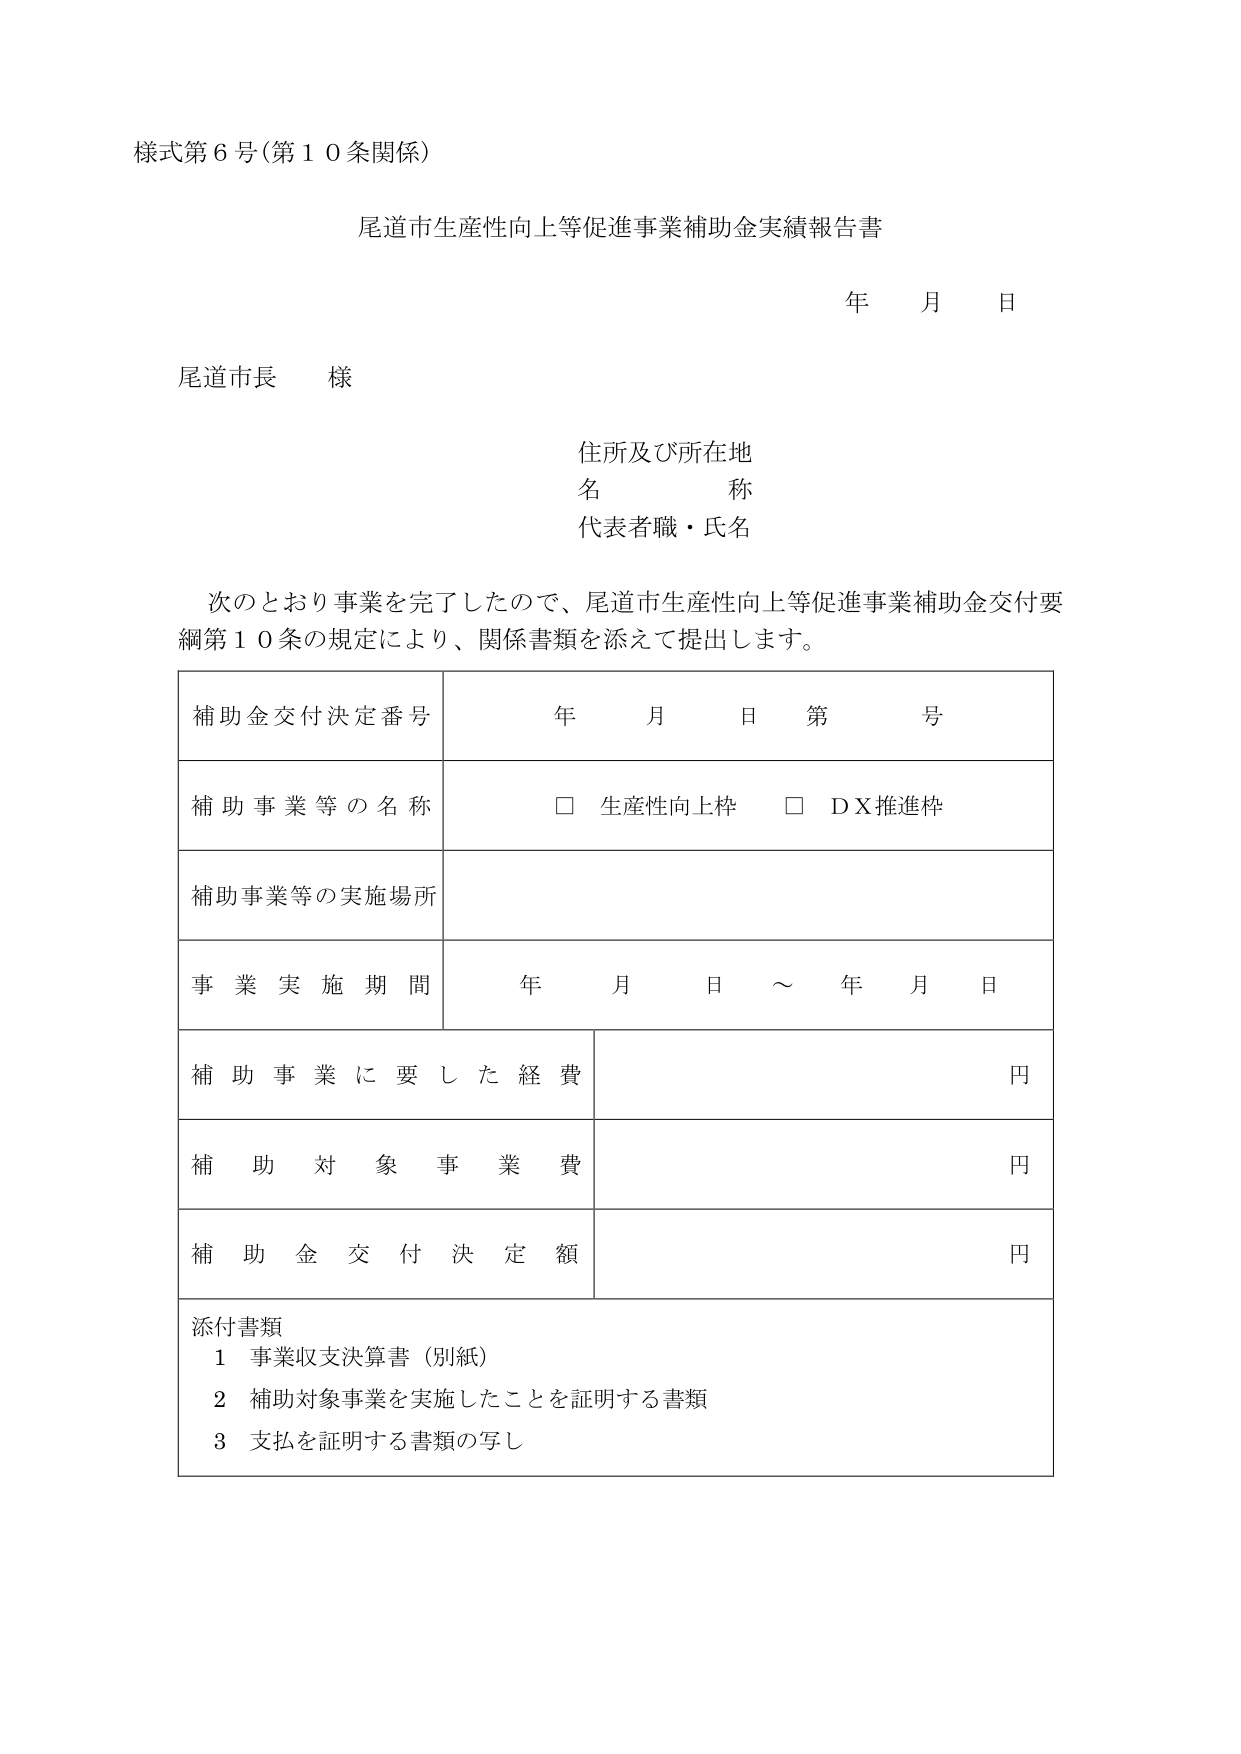 様式第６号（第１０条関係）
尾道市生産性向上等促進事業補助金実績報告書
年　　月　　日
尾道市長　　様
住所及び所在地
名　　　　　称
代表者職・氏名
次のとおり事業を完了したので、尾道市生産性向上等促進事業補助金交付要
綱第１０条の規定により、関係書類を添えて提出します。
補助金交付決定番号　　年　　月　　日　第　　　号
補助事業等の名称　　□　生産性向上枠　　□　ＤＸ推進枠
補助事業等の実施場所
事業実施期間　　年　　月　　日　～　年　　月　　日
補助事業に要した経費　　円
補助対象事業費　　円
補助金交付決定額　　円
添付書類
1　事業収支決算書（別紙）
2　補助対象事業を実施したことを証明する書類
3　支払を証明する書類の写し